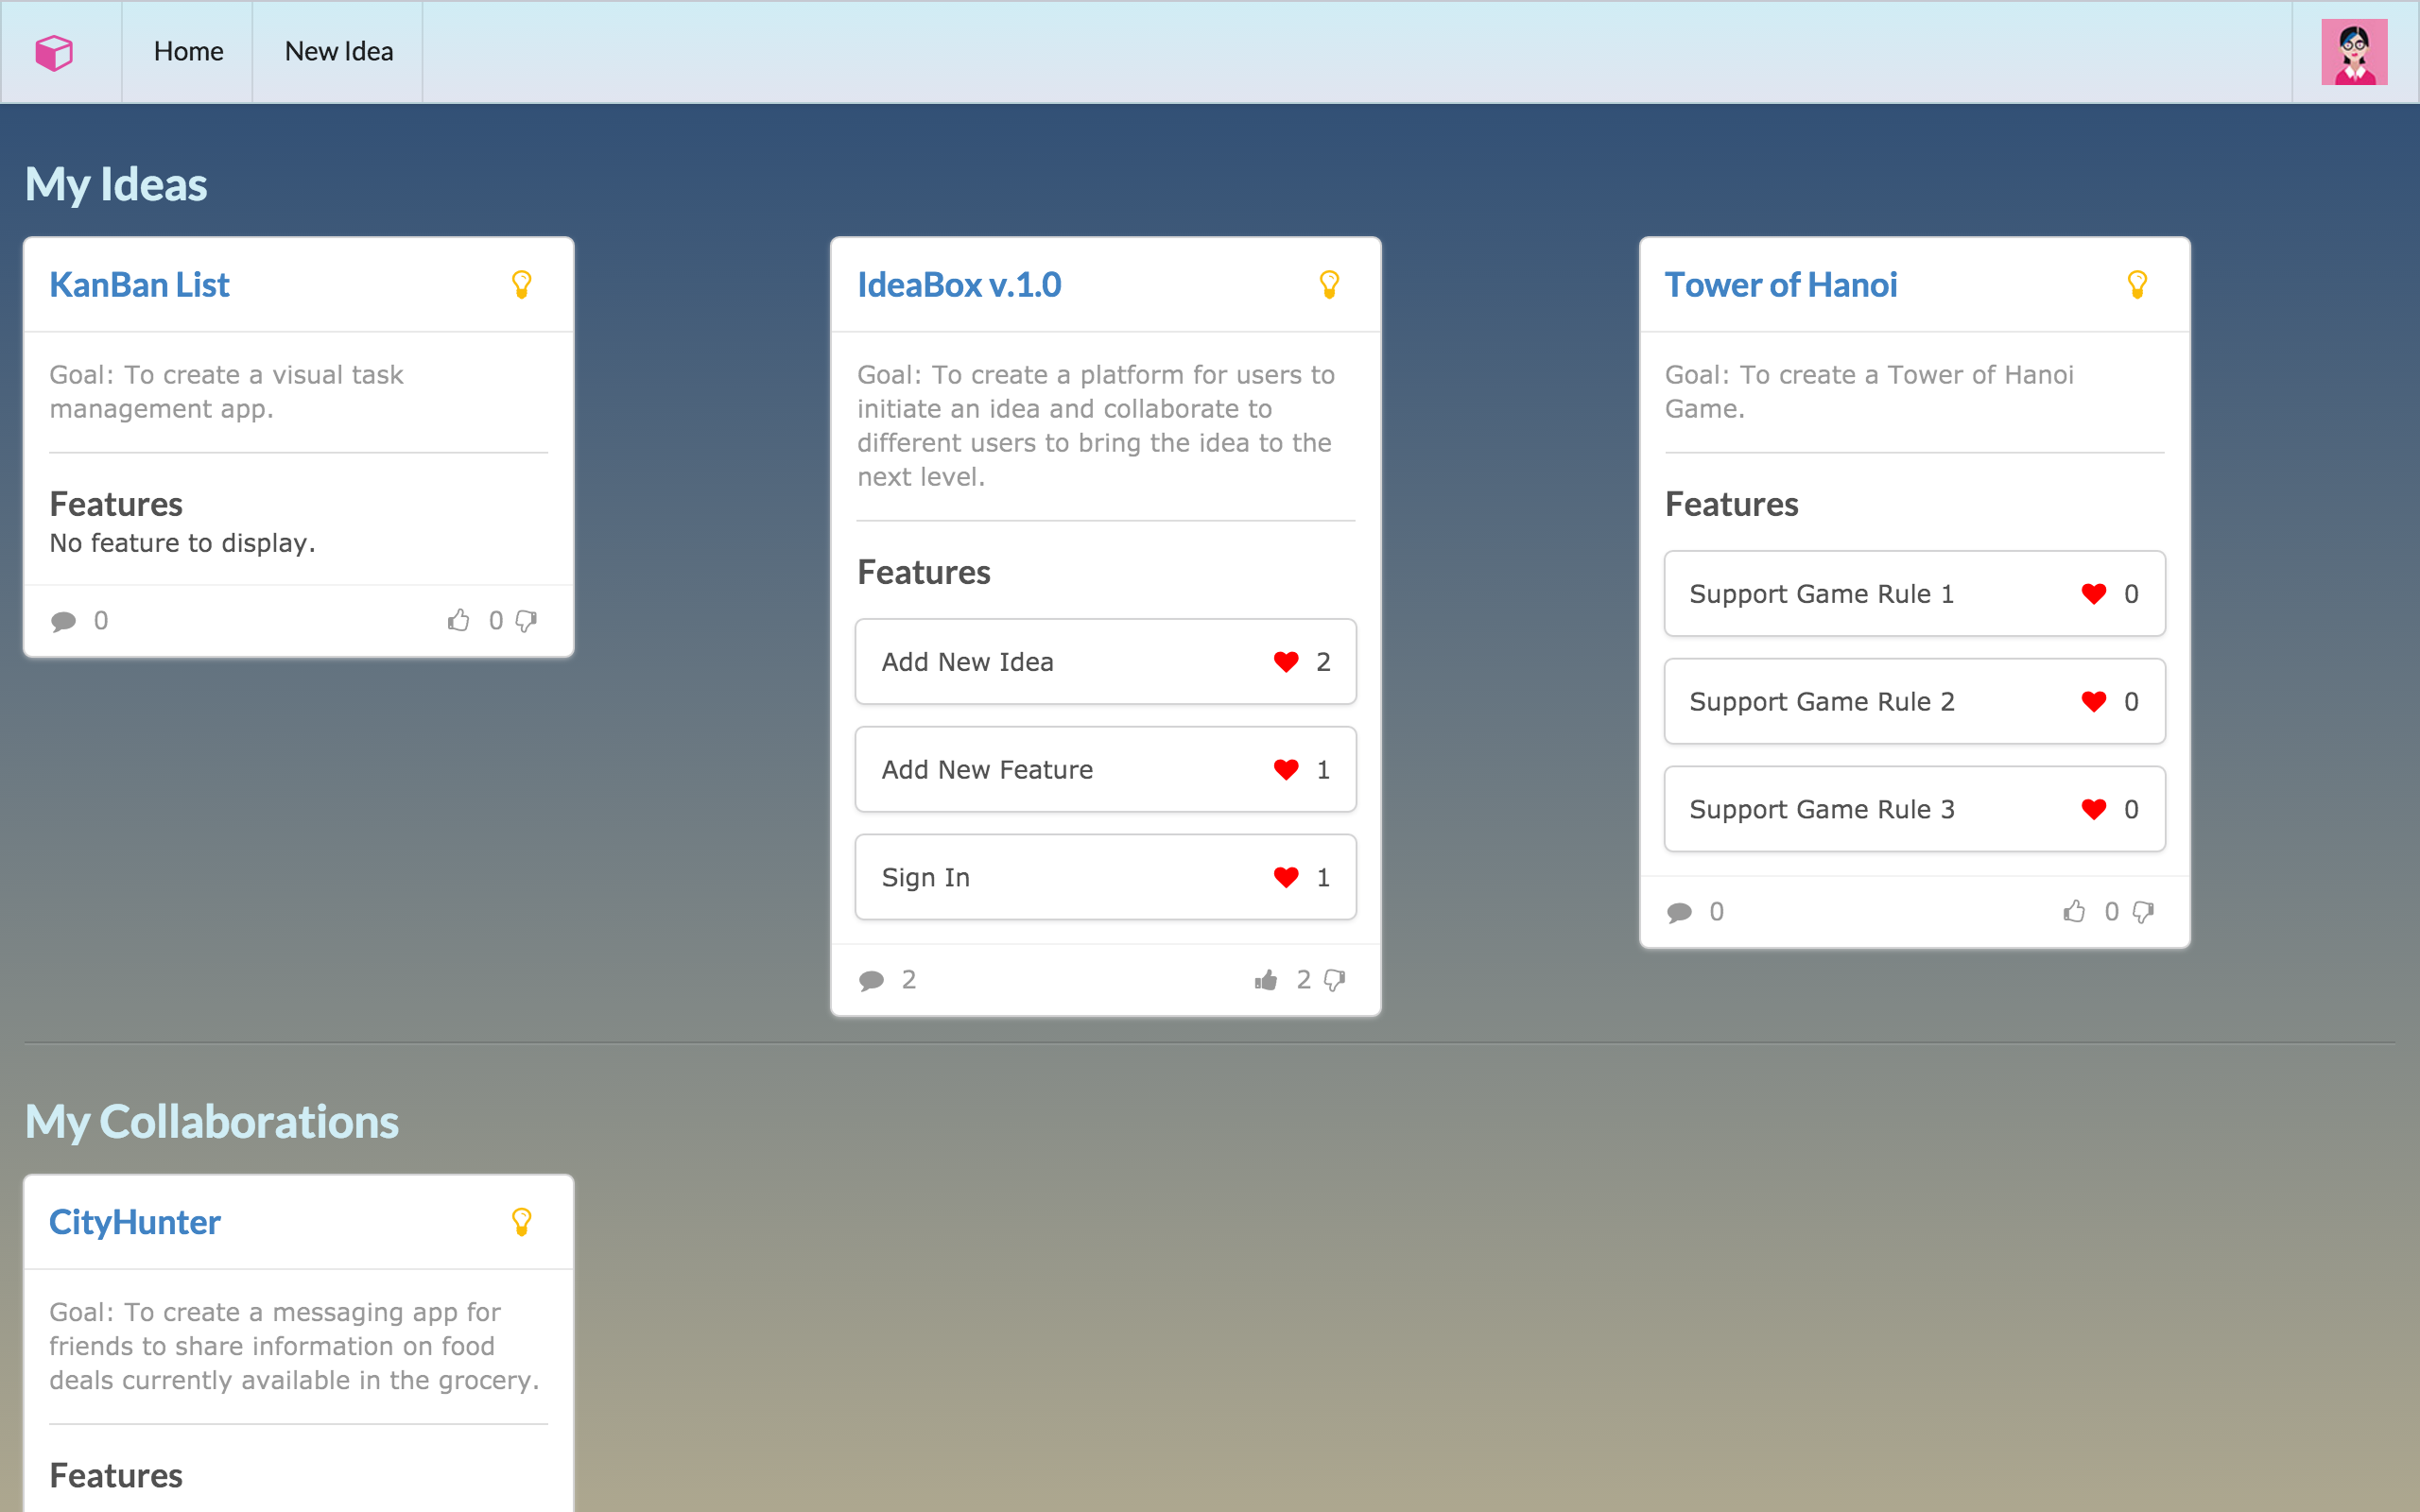 Home
New Idea
My Ideas
KanBan List
Goal: To create a visual task
management app.
Features
No feature to display.
0
0
IdeaBox v.1.0
Goal: To create a platform for users to
initiate an idea and collaborate to
different users to bring the idea to the
next level.
Features
Add New Idea 2
Add New Feature 1
Sign In 1
2
2
Tower of Hanoi
Goal: To create a Tower of Hanoi
Game.
Features
Support Game Rule 1 0
Support Game Rule 2 0
Support Game Rule 3 0
0
0
My Collaborations
CityHunter
Goal: To create a messaging app for
friends to share information on food
deals currently available in the grocery.
Features